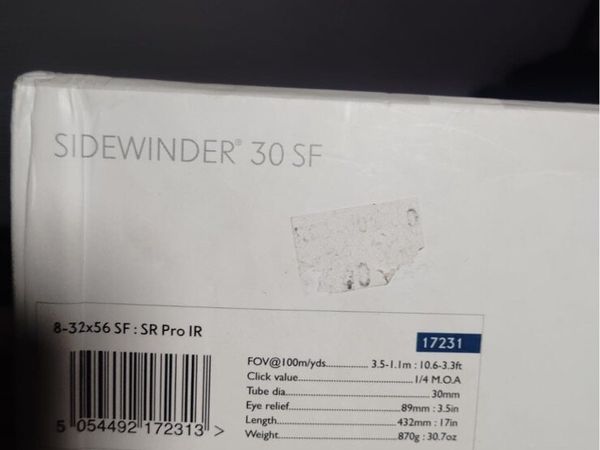 SIDEWINDER® 30 SF
8-32x56 SF : SR Pro IR
17231
FOV@100m/yds............... 3.5-1.1m : 10.6-3.3ft
Click value............................1/4 M.O.A
Tube dia....................................30mm
Eye relief............................89mm : 3.5in
Length...............................432mm : 17in
Weight..............................870g : 30.7oz
5 054492 172313 >